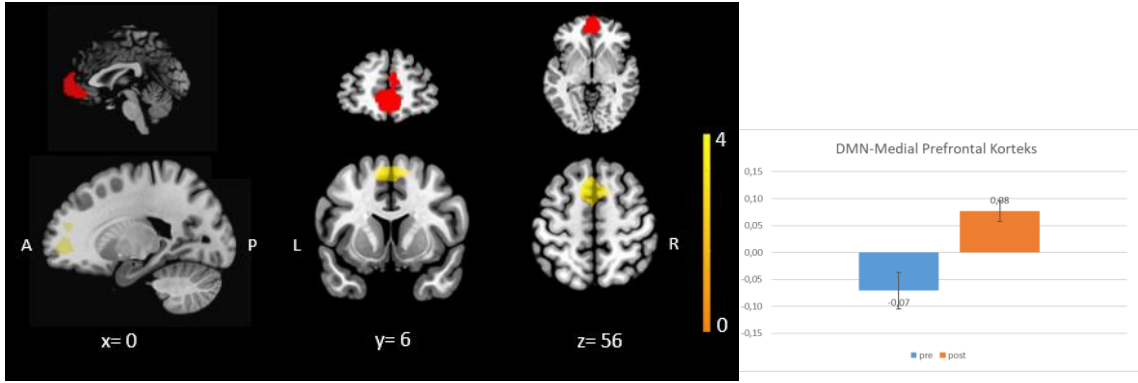 4
A
P
L
R
0
x= 0
y= 6
z= 56
DMN-Medial Prefrontal Korteks
0,15
0,10
0,05
0,00
-0,05
-0,10
-0,15
0,08
-0,07
pre post